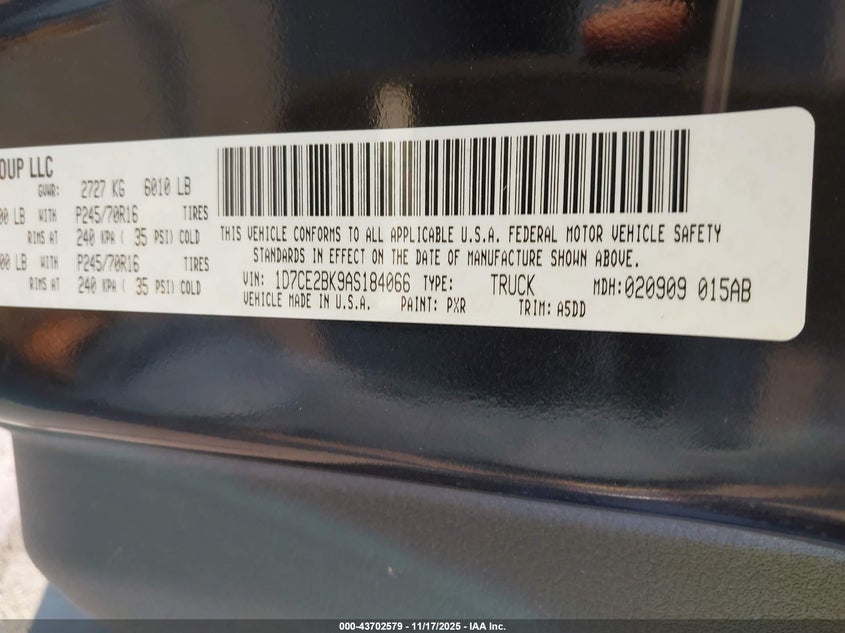 OUP LLC
GVWR: 2727 KG 6010 LB
00 LB WITH P245/70R16 TIRES
RIMS AT 240 KPA ( 35 PSI) COLD
00 LB WITH P245/70R16 TIRES
RIMS AT 240 KPA ( 35 PSI) COLD
THIS VEHICLE CONFORMS TO ALL APPLICABLE U.S.A. FEDERAL MOTOR VEHICLE SAFETY
STANDARDS IN EFFECT ON THE DATE OF MANUFACTURE SHOWN ABOVE.
VIN: 1D7CE2BK9AS184066 TYPE: TRUCK MDH: 020909 015AB
VEHICLE MADE IN U.S.A. PAINT: PXR TRIM: A5DD
000-43702579 | 11/17/2025 - IAA Inc.